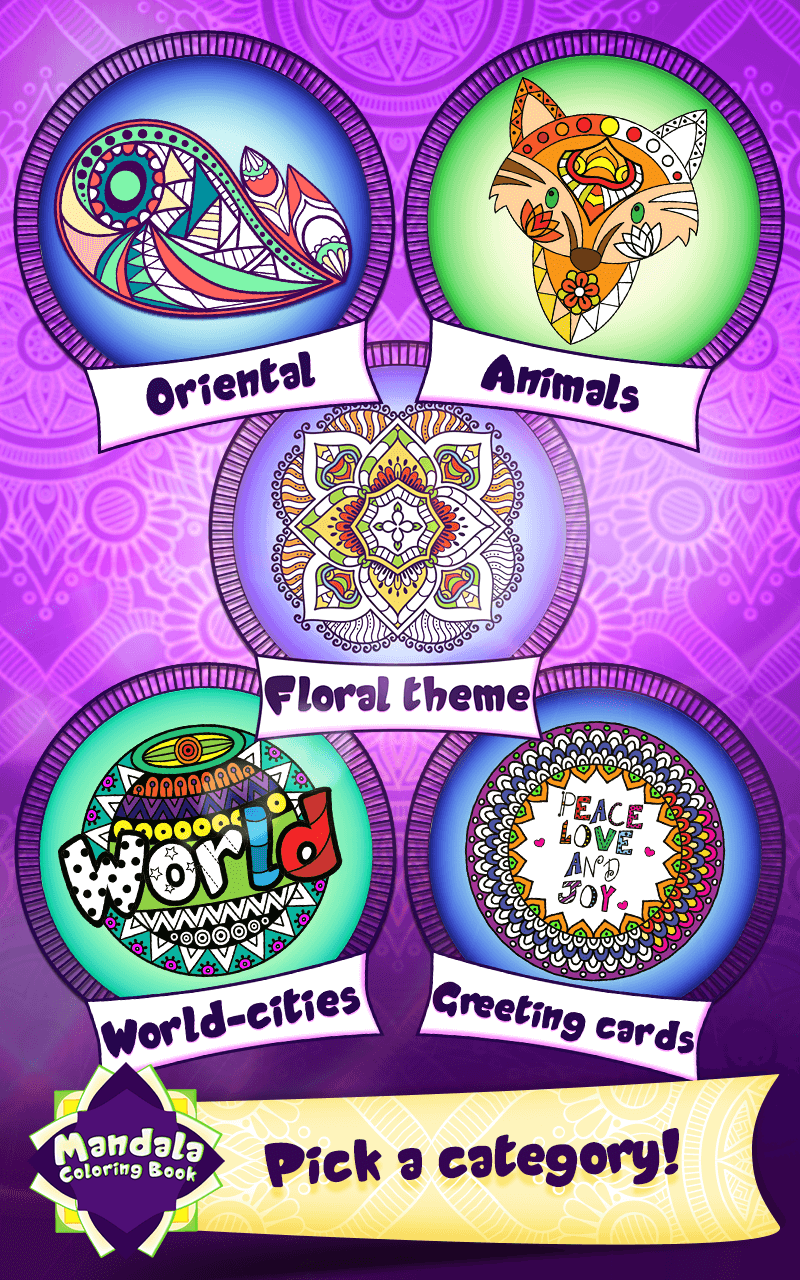 Oriental
Animals
Floral theme
World
PEACE
LOVE
AND
JOY
World-cities
Greeting cards
Mandala
Coloring Book
Pick a category!